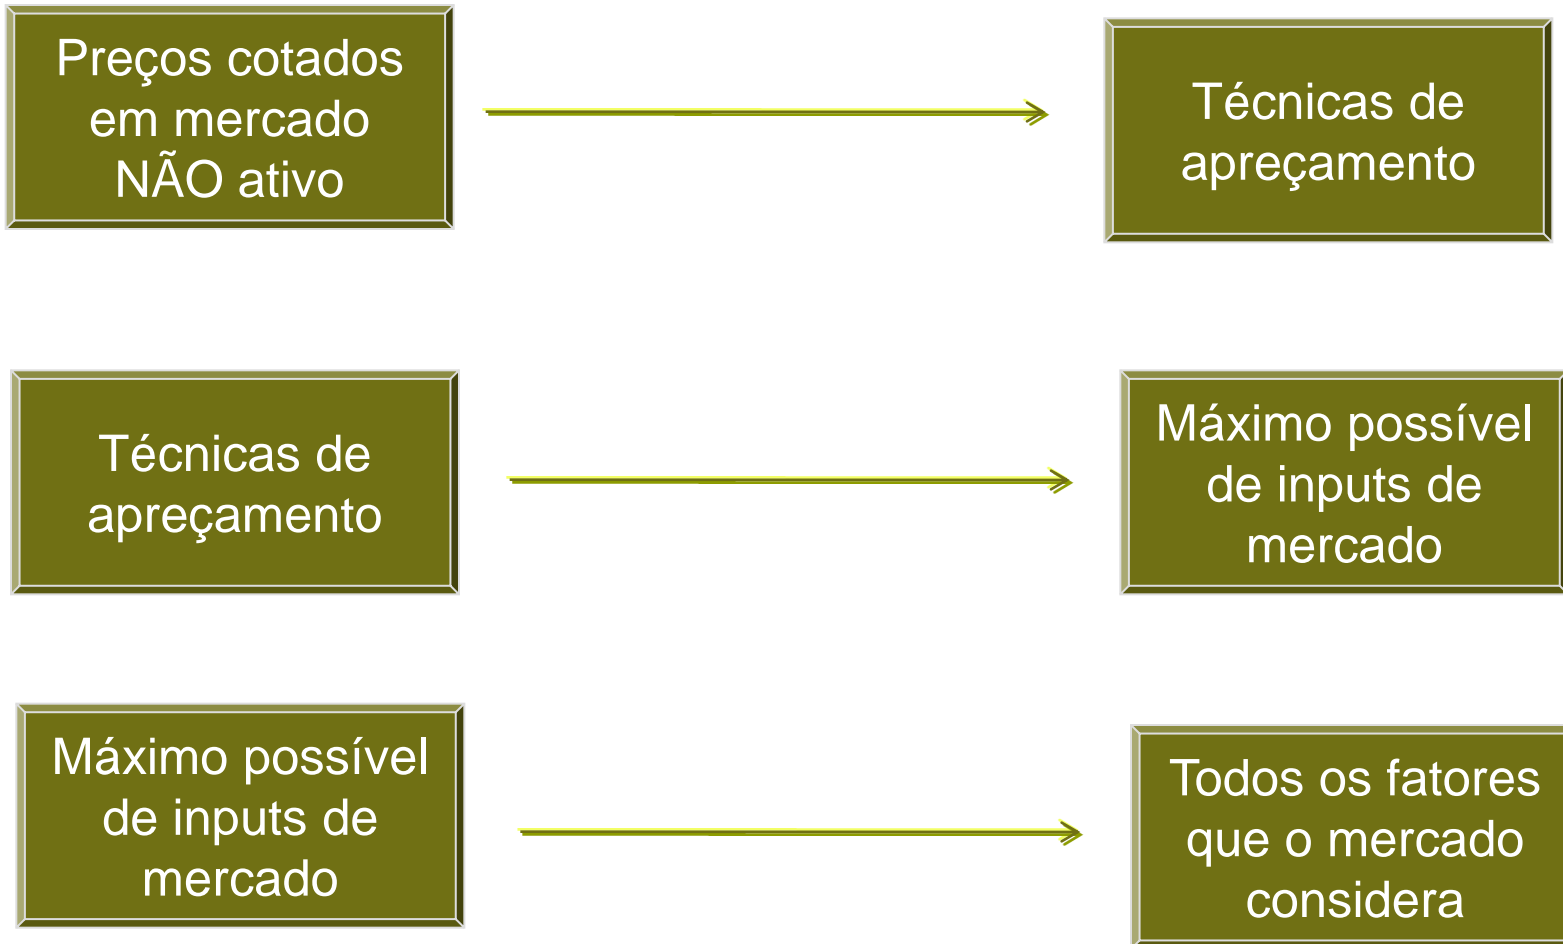 Preços cotados
em mercado
NÃO ativo
Técnicas de
apreçamento
Técnicas de
apreçamento
Máximo possível
de inputs de
mercado
Máximo possível
de inputs de
mercado
Todos os fatores
que o mercado
considera